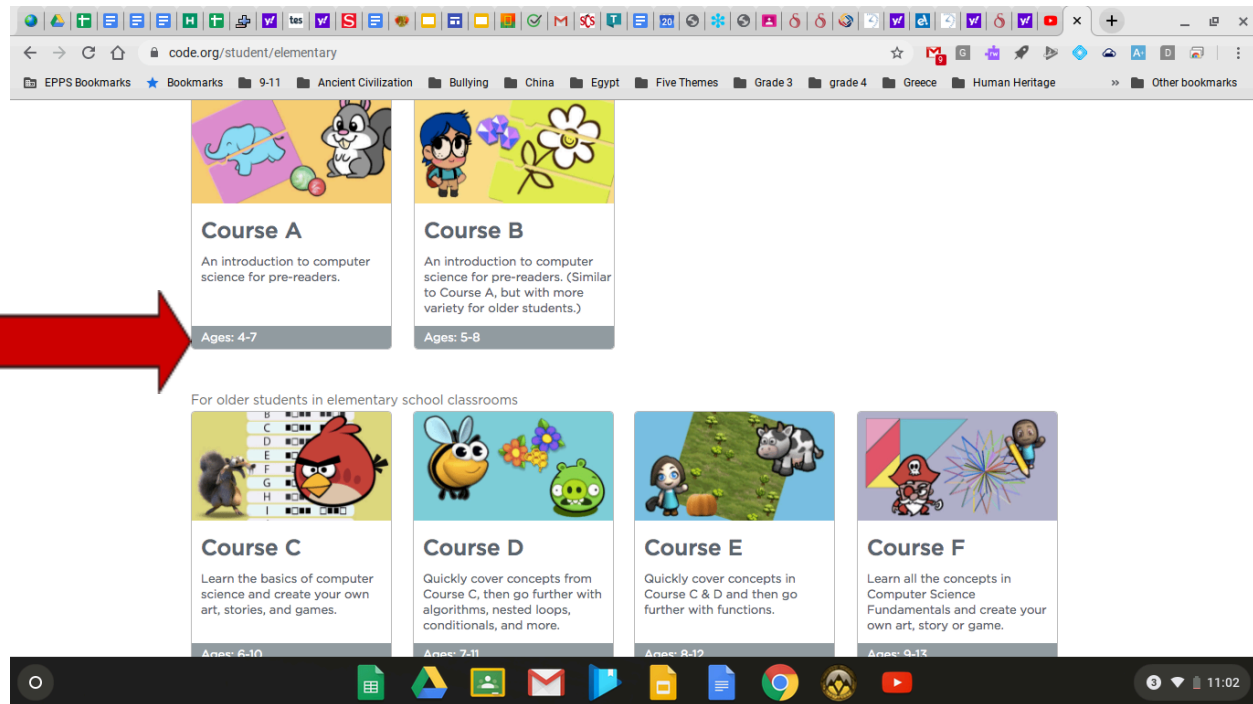 tes
S
20
code.org/student/elementary
9
G
D
EPPS Bookmarks
Bookmarks
9-11
Ancient Civilization
Bullying
China
Egypt
Five Themes
Grade 3
grade 4
Greece
Human Heritage
»
Other bookmarks
Course A
An introduction to computer
science for pre-readers.
Ages: 4-7
Course B
An introduction to computer
science for pre-readers. (Similar
to Course A, but with more
variety for older students.)
Ages: 5-8
For older students in elementary school classrooms
B
C
D
E
F
G
H
I
Course C
Learn the basics of computer
science and create your own
art, stories, and games.
Ages: 6-10
Course D
Quickly cover concepts from
Course C, then go further with
algorithms, nested loops,
conditionals, and more.
Ages: 7-11
Course E
Quickly cover concepts in
Course C & D and then go
further with functions.
Ages: 8-12
Course F
Learn all the concepts in
Computer Science
Fundamentals and create your
own art, story or game.
Ages: 9-13
3
11:02